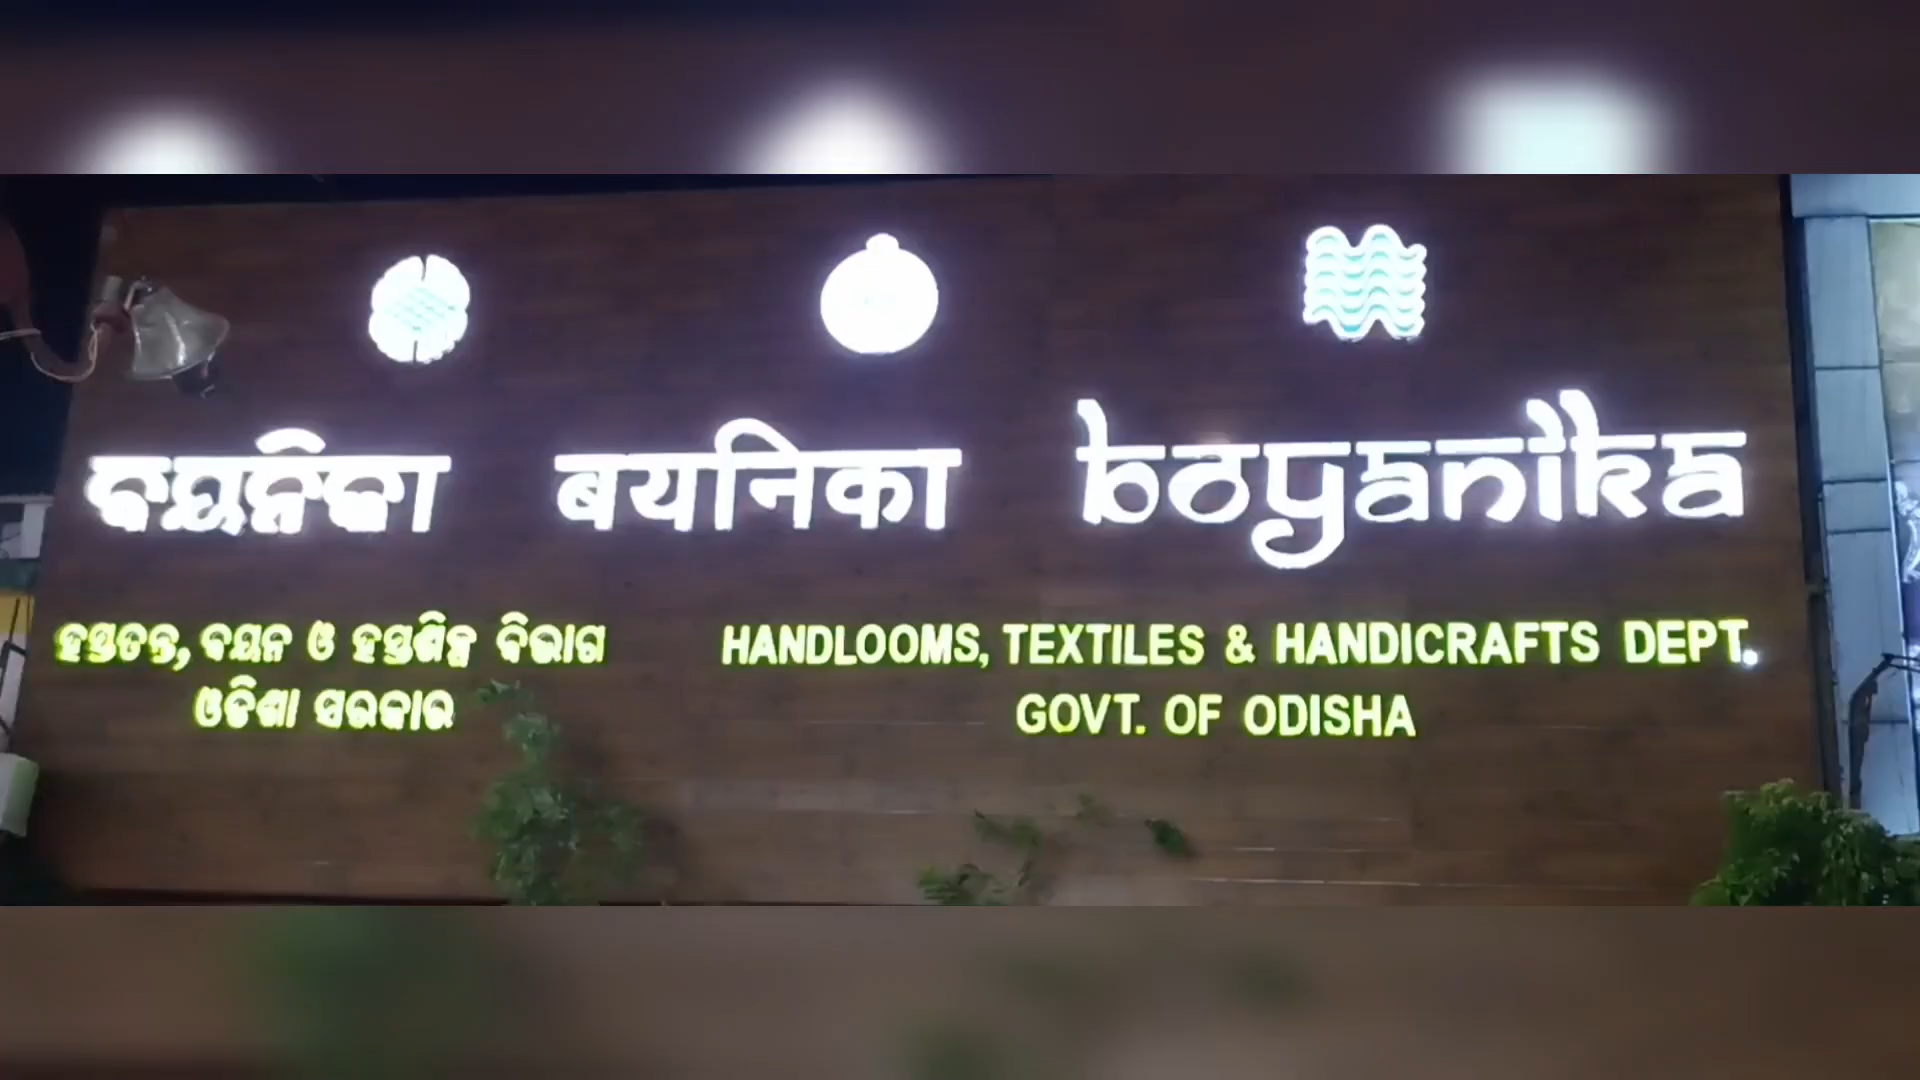 ବୟନିକା बयनिका boyanika
ହସ୍ତତନ୍ତ, ବୟନ ଓ ହସ୍ତଶିଳ୍ପ ବିଭାଗ
ଓଡିଶା ସରକାର
HANDLOOMS, TEXTILES & HANDICRAFTS DEPT.
GOVT. OF ODISHA